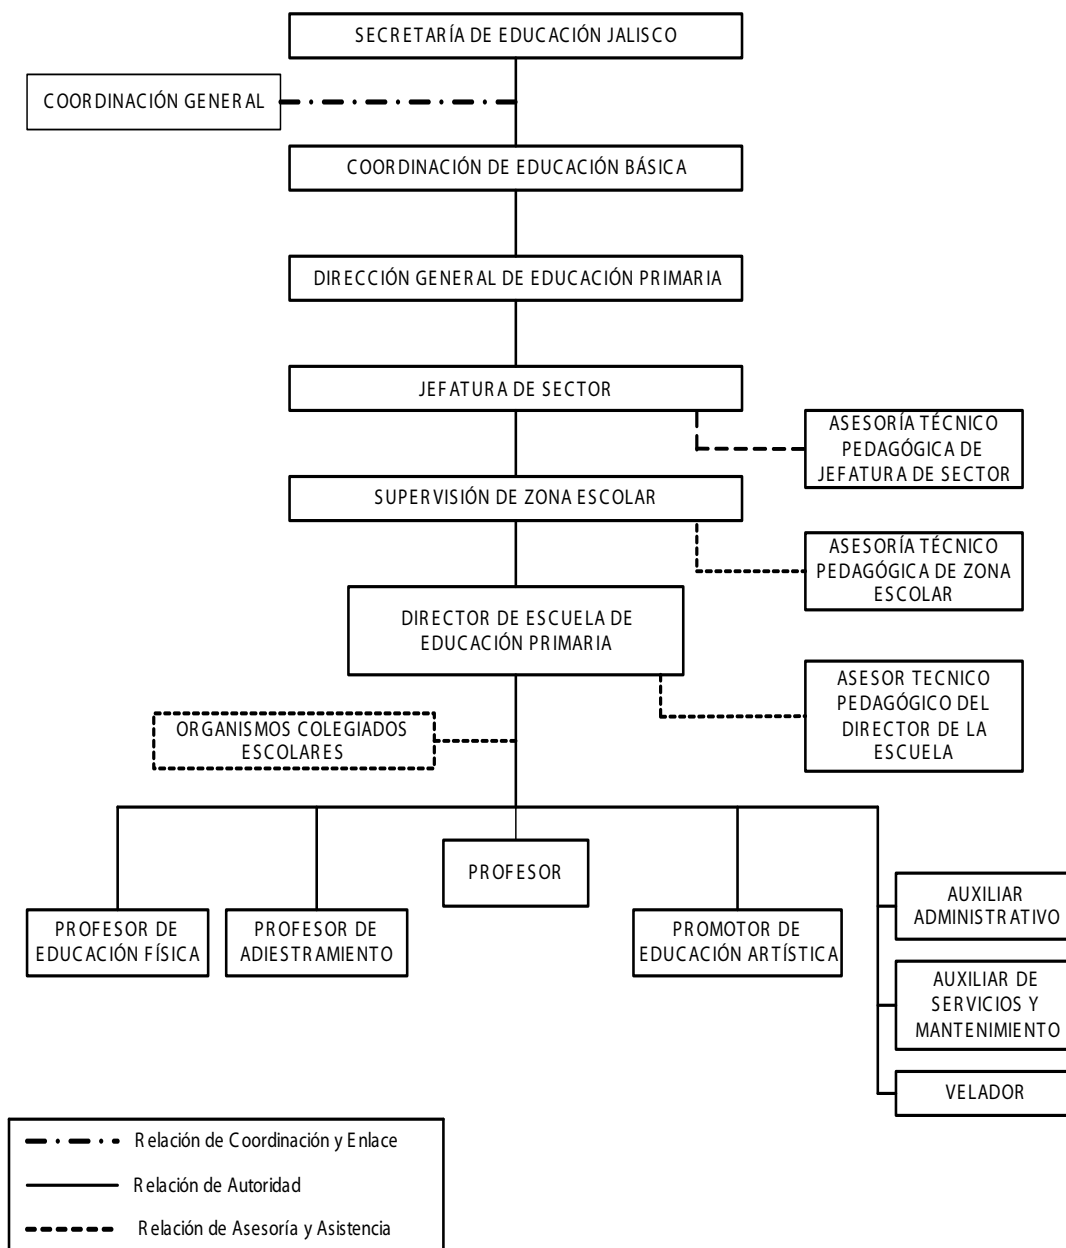 SECRETARÍA DE EDUCACIÓN JALISCO
COORDINACIÓN GENERAL
COORDINACIÓN DE EDUCACIÓN BÁSICA
DIRECCIÓN GENERAL DE EDUCACIÓN PRIMARIA
JEFATURA DE SECTOR
ASESORÍA TÉCNICO
PEDAGÓGICA DE
JEFATURA DE SECTOR
SUPERVISIÓN DE ZONA ESCOLAR
ASESORÍA TÉCNICO
PEDAGÓGICA DE ZONA
ESCOLAR
DIRECTOR DE ESCUELA DE
EDUCACIÓN PRIMARIA
ASESOR TECNICO
PEDAGÓGICO DEL
DIRECTOR DE LA
ESCUELA
ORGANISMOS COLEGIADOS
ESCOLARES
PROFESOR
PROFESOR DE
EDUCACIÓN FÍSICA
PROFESOR DE
ADIESTRAMIENTO
PROMOTOR DE
EDUCACIÓN ARTÍSTICA
AUXILIAR
ADMINISTRATIVO
AUXILIAR DE
SERVICIOS Y
MANTENIMIENTO
VELADOR
Relación de Coordinación y Enlace
Relación de Autoridad
Relación de Asesoría y Asistencia